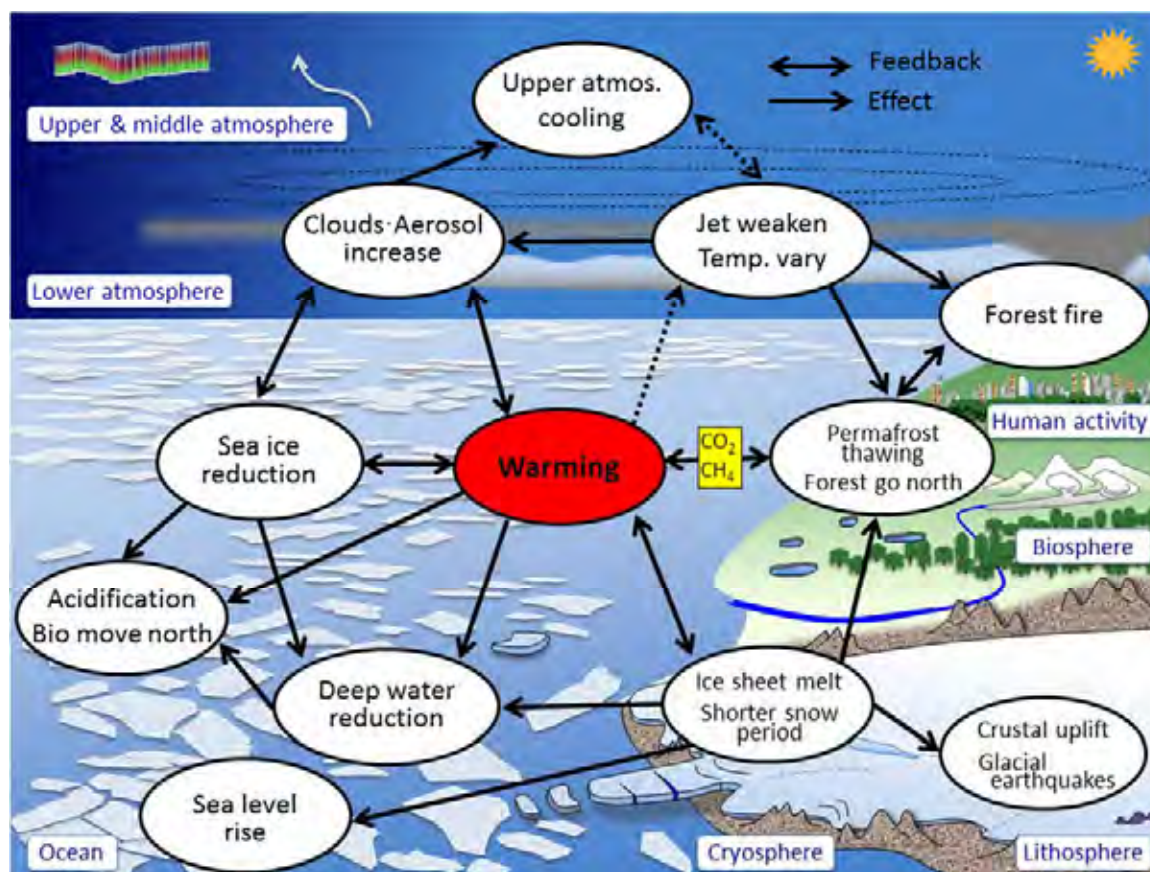 Upper & middle atmosphere
Upper atmos.
cooling
Feedback
Effect
Clouds·Aerosol
increase
Jet weaken
Temp. vary
Lower atmosphere
Forest fire
Human activity
Sea ice
reduction
Warming
CO₂
CH₄
Permafrost
thawing
Forest go north
Biosphere
Acidification
Bio move north
Deep water
reduction
Ice sheet melt
Shorter snow
period
Crustal uplift
Glacial
earthquakes
Sea level
rise
Ocean
Cryosphere
Lithosphere